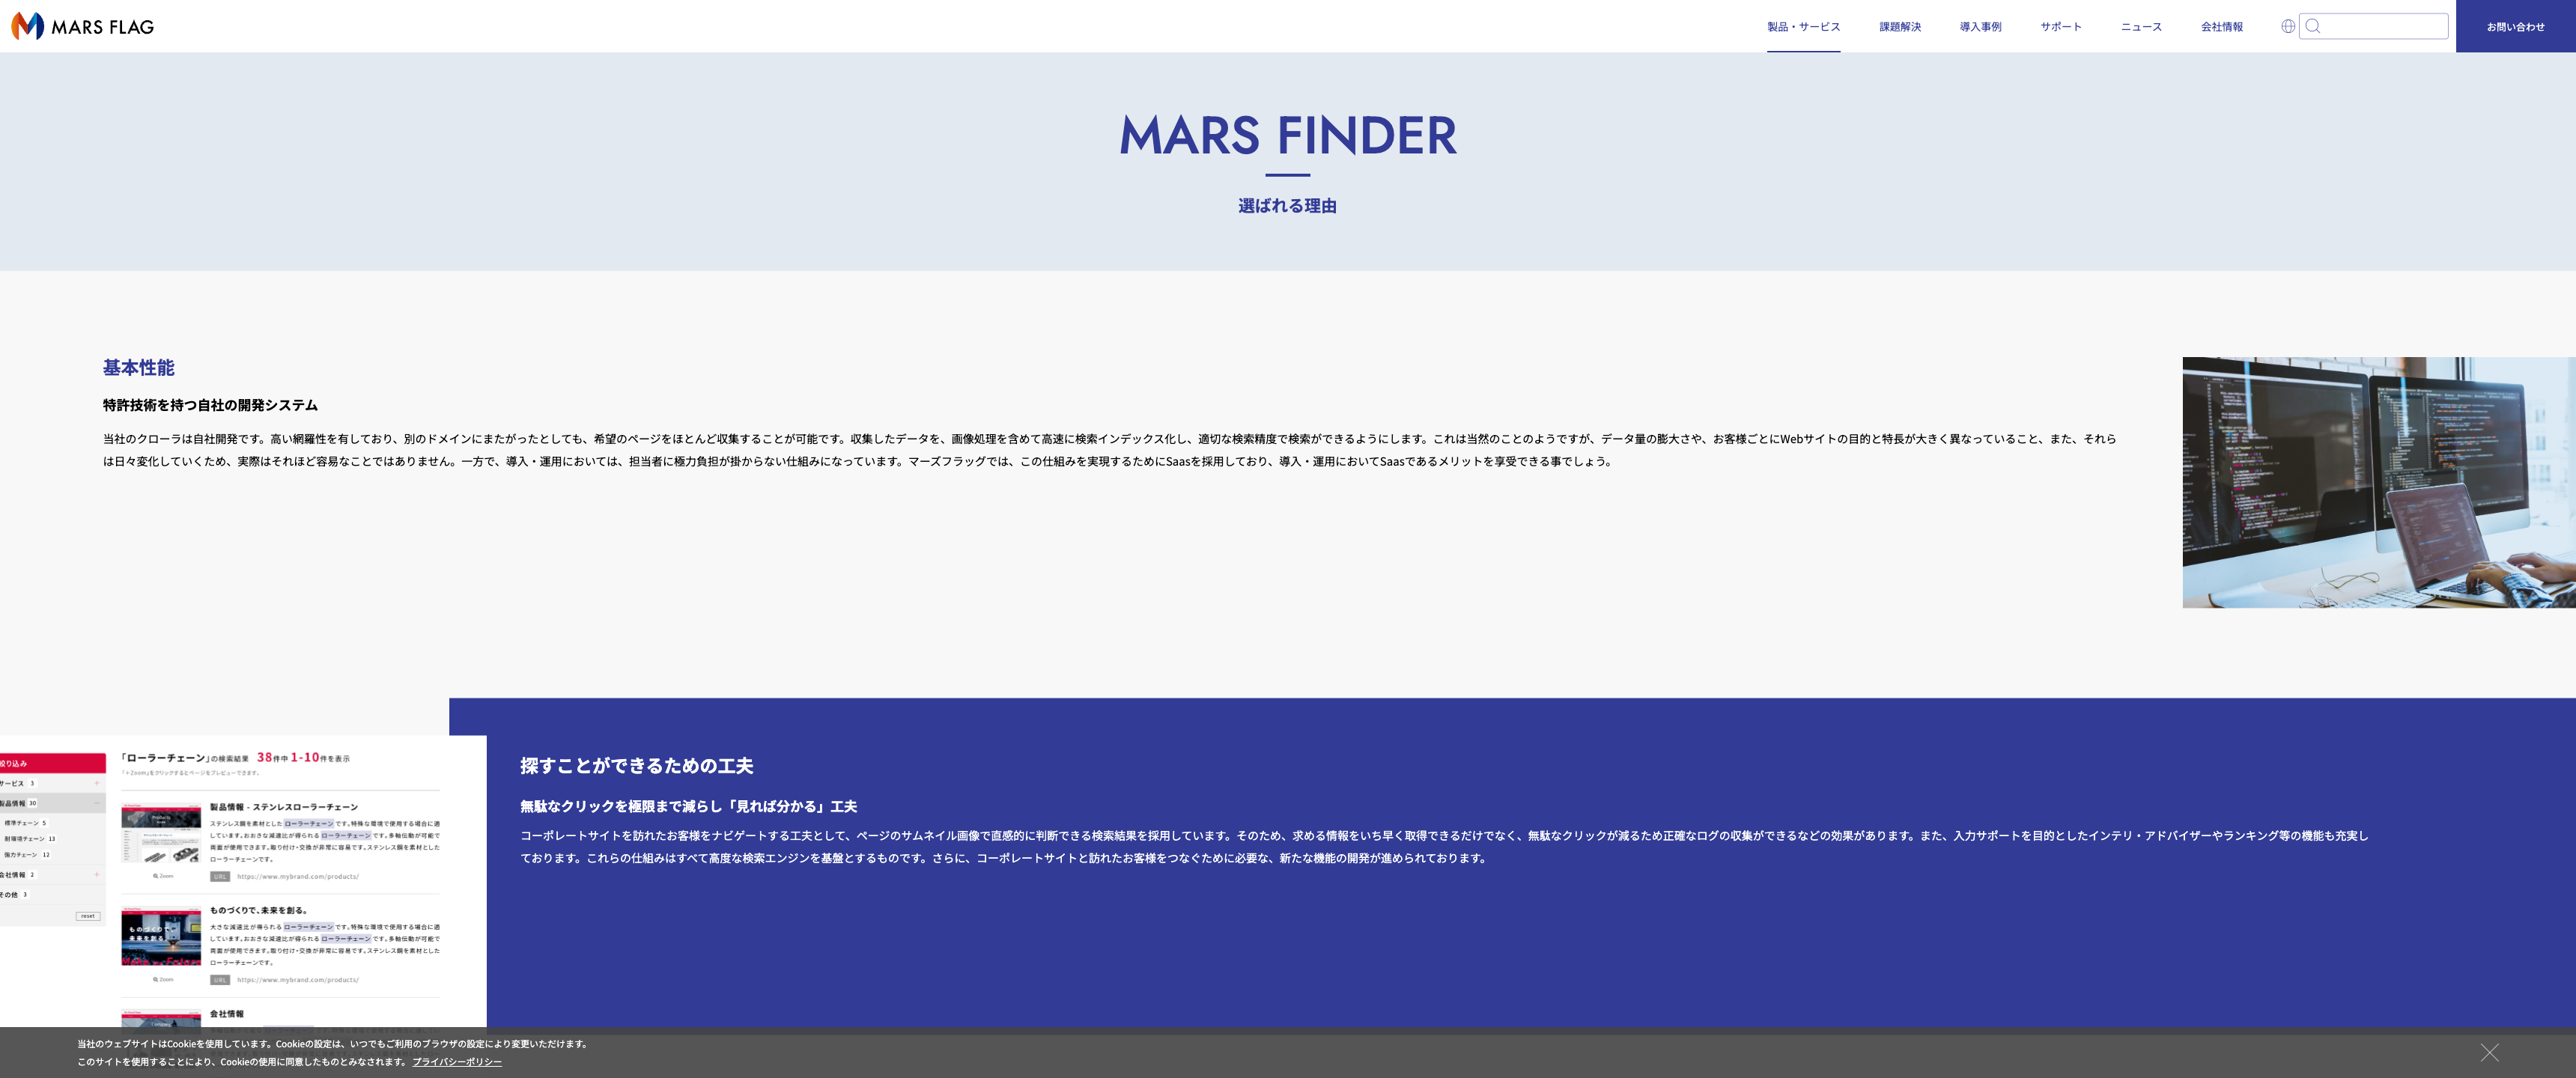 MARS FLAG
製品・サービス
課題解決
導入事例
サポート
ニュース
会社情報
お問い合わせ
MARS FINDER
選ばれる理由
基本性能
特許技術を持つ自社の開発システム
当社のクローラは自社開発です。高い網羅性を有しており、別のドメインにまたがったとしても、希望のページをほとんど収集することが可能です。収集したデータを、画像処理を含めて高速に検索インデックス化し、適切な検索精度で検索ができるようにします。これは当然のことのようですが、データ量の膨大さや、お客様ごとにWebサイトの目的と特長が大きく異なっていること、また、それら
は日々変化していくため、実際はそれほど容易なことではありません。一方で、導入・運用においては、担当者に極力負担が掛からない仕組みになっています。マーズフラッグでは、この仕組みを実現するためにSaasを採用しており、導入・運用においてSaasであるメリットを享受できる事でしょう。
絞り込み
サービス 3
製品情報 30
標準チェーン 5
耐環境チェーン 13
強力チェーン 12
会社情報 2
その他 3
reset
「ローラーチェーン」の検索結果 38件中 1-10件を表示
「+Zoom」をクリックするとページをプレビューできます。
製品情報 - ステンレスローラーチェーン
ステンレス鋼を素材とした ローラーチェーン です。特殊な環境で使用する場合に適
しています。おおきな減速比が得られる ローラーチェーン です。多軸伝動が可能で
両面が使用できます。取り付け・交換が非常に容易です。ステンレス鋼を素材とした
ローラーチェーンです。
Zoom
URL https://www.mybrand.com/products/
ものづくりで、未来を創る。
大きな減速比が得られる ローラーチェーン です。特殊な環境で使用する場合に適
しています。おおきな減速比が得られる ローラーチェーン です。多軸伝動が可能で
両面が使用できます。取り付け・交換が非常に容易です。ステンレス鋼を素材とした
ローラーチェーンです。
ものづくりで
未来を創る
Zoom
URL https://www.mybrand.com/products/
会社情報
探すことができるための工夫
無駄なクリックを極限まで減らし「見れば分かる」工夫
コーポレートサイトを訪れたお客様をナビゲートする工夫として、ページのサムネイル画像で直感的に判断できる検索結果を採用しています。そのため、求める情報をいち早く取得できるだけでなく、無駄なクリックが減るため正確なログの収集ができるなどの効果があります。また、入力サポートを目的としたインテリ・アドバイザーやランキング等の機能も充実し
ております。これらの仕組みはすべて高度な検索エンジンを基盤とするものです。さらに、コーポレートサイトと訪れたお客様をつなぐために必要な、新たな機能の開発が進められております。
当社のウェブサイトはCookieを使用しています。Cookieの設定は、いつでもご利用のブラウザの設定により変更いただけます。
このサイトを使用することにより、Cookieの使用に同意したものとみなされます。 プライバシーポリシー